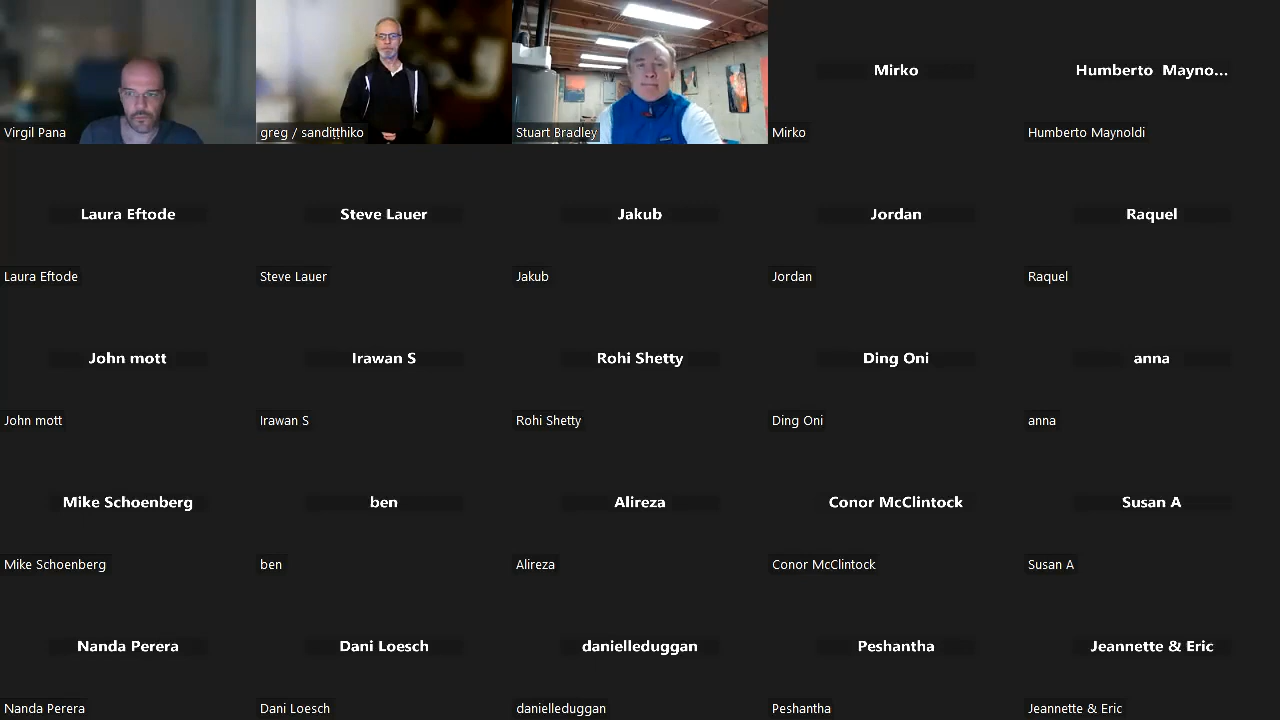 Virgil Pana
greg / sandiṭṭhiko
Stuart Bradley
Mirko
Mirko
Humberto Mayno...
Humberto Maynoldi
Laura Eftode
Laura Eftode
Steve Lauer
Steve Lauer
Jakub
Jakub
Jordan
Jordan
Raquel
Raquel
John mott
John mott
Irawan S
Irawan S
Rohi Shetty
Rohi Shetty
Ding Oni
Ding Oni
anna
anna
Mike Schoenberg
Mike Schoenberg
ben
ben
Alireza
Alireza
Conor McClintock
Conor McClintock
Susan A
Susan A
Nanda Perera
Nanda Perera
Dani Loesch
Dani Loesch
danielleduggan
danielleduggan
Peshantha
Peshantha
Jeannette & Eric
Jeannette & Eric